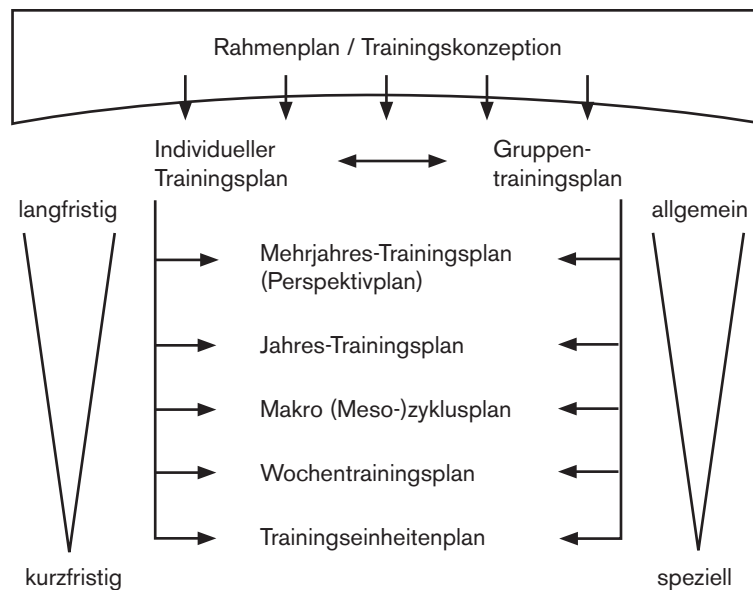 Rahmenplan / Trainingskonzeption
Individueller
Trainingsplan
Gruppen-
trainingsplan
langfristig
allgemein
Mehrjahres-Trainingsplan
(Perspektivplan)
Jahres-Trainingsplan
Makro (Meso-)zyklusplan
Wochentrainingsplan
Trainingseinheitenplan
kurzfristig
speziell